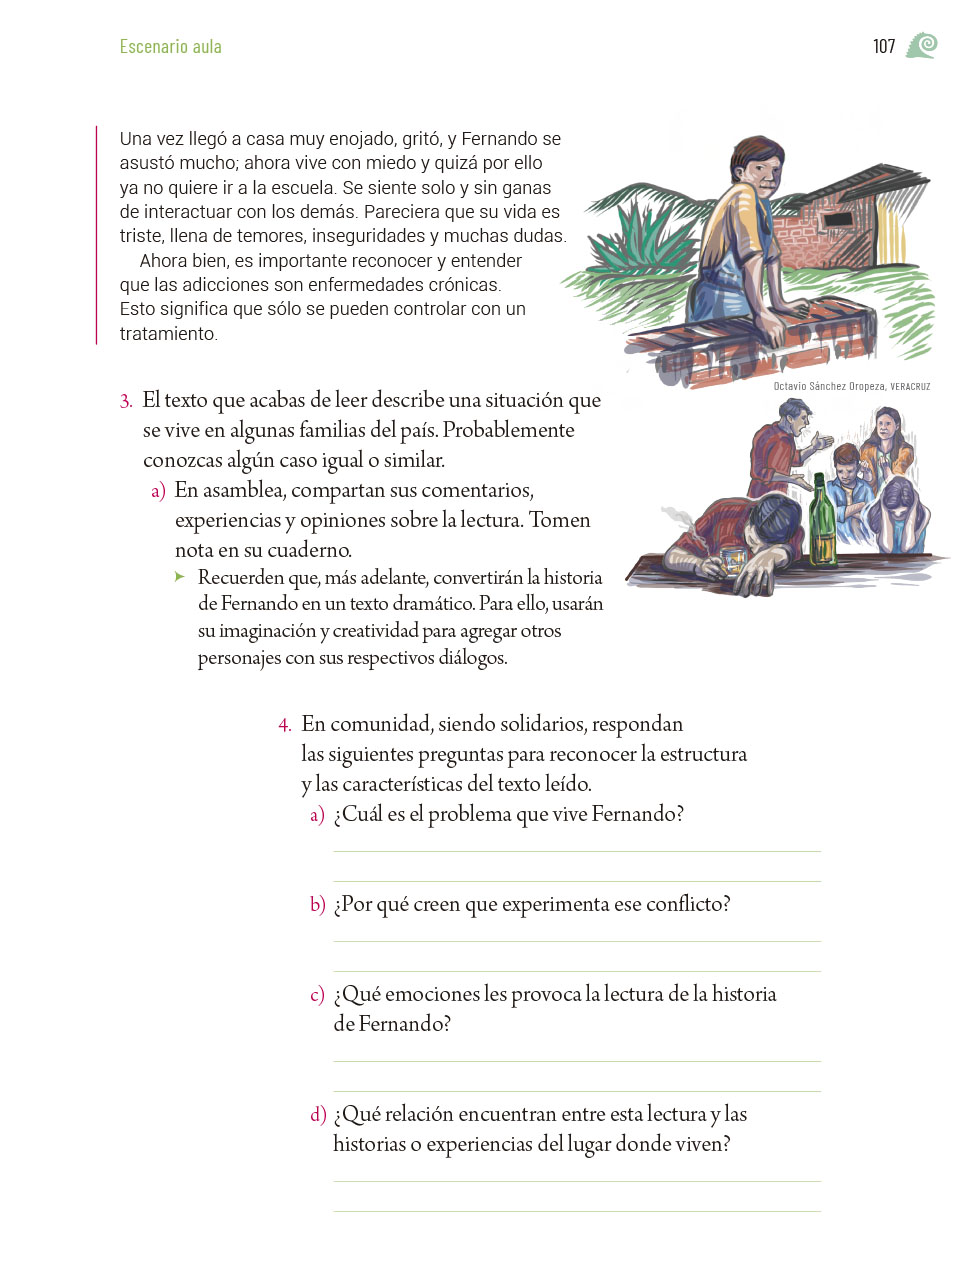 Escenario aula
107
Una vez llegó a casa muy enojado, gritó, y Fernando se
asustó mucho; ahora vive con miedo y quizá por ello
ya no quiere ir a la escuela. Se siente solo y sin ganas
de interactuar con los demás. Pareciera que su vida es
triste, llena de temores, inseguridades y muchas dudas.
Ahora bien, es importante reconocer y entender
que las adicciones son enfermedades crónicas.
Esto significa que sólo se pueden controlar con un
tratamiento.
Octavio Sánchez Oropeza, VERACRUZ
3. El texto que acabas de leer describe una situación que
se vive en algunas familias del país. Probablemente
conozcas algún caso igual o similar.
a) En asamblea, compartan sus comentarios,
experiencias y opiniones sobre la lectura. Tomen
nota en su cuaderno.
➤ Recuerden que, más adelante, convertirán la historia
de Fernando en un texto dramático. Para ello, usarán
su imaginación y creatividad para agregar otros
personajes con sus respectivos diálogos.
4. En comunidad, siendo solidarios, respondan
las siguientes preguntas para reconocer la estructura
y las características del texto leído.
a) ¿Cuál es el problema que vive Fernando?
b) ¿Por qué creen que experimenta ese conflicto?
c) ¿Qué emociones les provoca la lectura de la historia
de Fernando?
d) ¿Qué relación encuentran entre esta lectura y las
historias o experiencias del lugar donde viven?